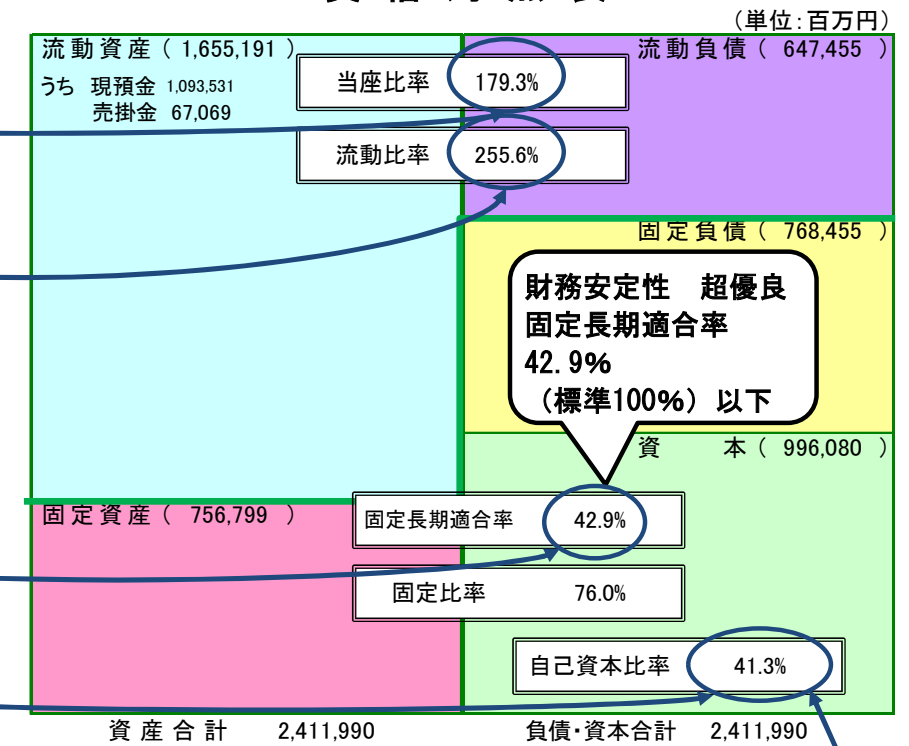 （単位：百万円）
流動資産（ 1,655,191 ）
うち 現預金 1,093,531
売掛金 67,069
流動負債（ 647,455 ）
当座比率 179.3%
流動比率 255.6%
固定負債（ 768,455 ）
財務安定性 超優良
固定長期適合率
42.9％
（標準100％）以下
資 本（ 996,080 ）
固定資産（ 756,799 ）
固定長期適合率 42.9%
固定比率 76.0%
自己資本比率 41.3%
資産合計 2,411,990
負債・資本合計 2,411,990